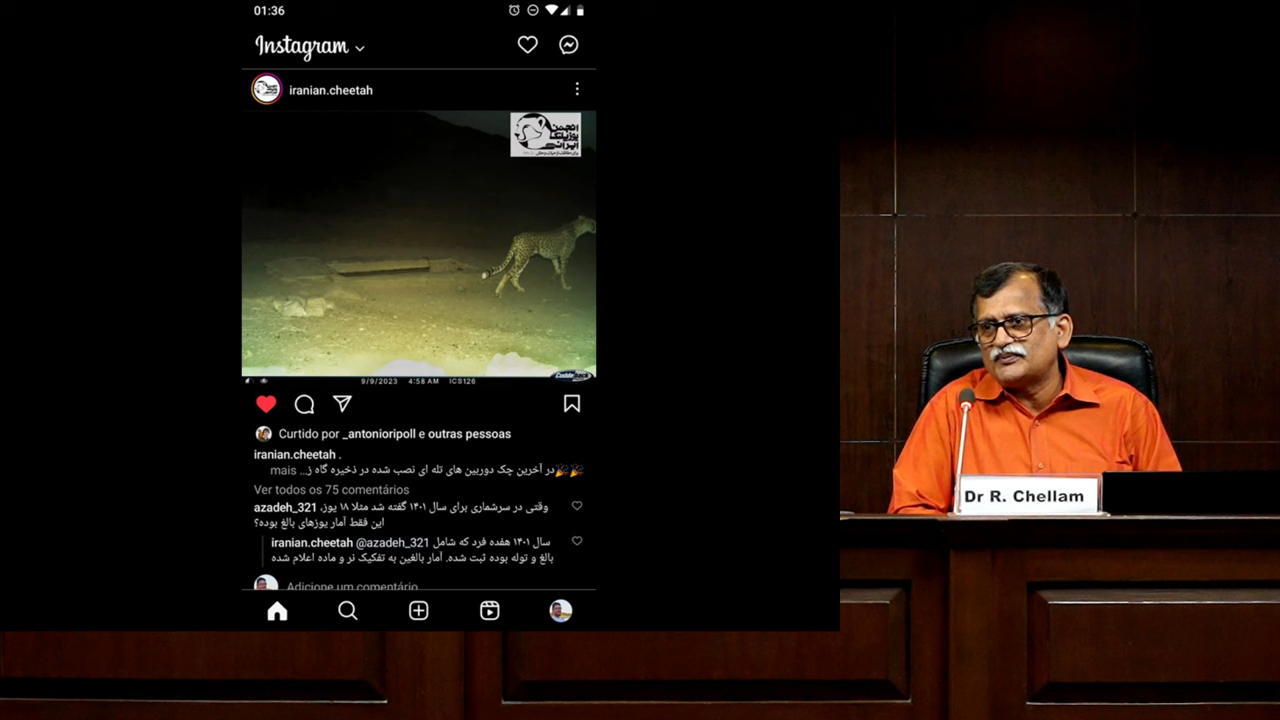 01:36
Instagram
iranian.cheetah
انجمن
یوزپلنگ
ایرانی
9/9/2023 4:58 AM ICS126
Cuddeback
Curtido por _antonioripoll e outras pessoas
iranian.cheetah .
🎉🎉در آخرین چک دوربین های تله ای نصب شده در ذخیره گاه ز... mais
Ver todos os 75 comentários
azadeh_321 وقتی در سرشماری برای سال ۱۴۰۱ گفته شد مثلا ۱۸ یوز،
این فقط آمار یوزهای بالغ بوده؟
iranian.cheetah @azadeh_321 سال ۱۴۰۱ هفده فرد که شامل
بالغ و توله بوده ثبت شده. آمار بالغین به تفکیک نر و ماده اعلام شده
Adicione um comentário
Dr R. Chellam